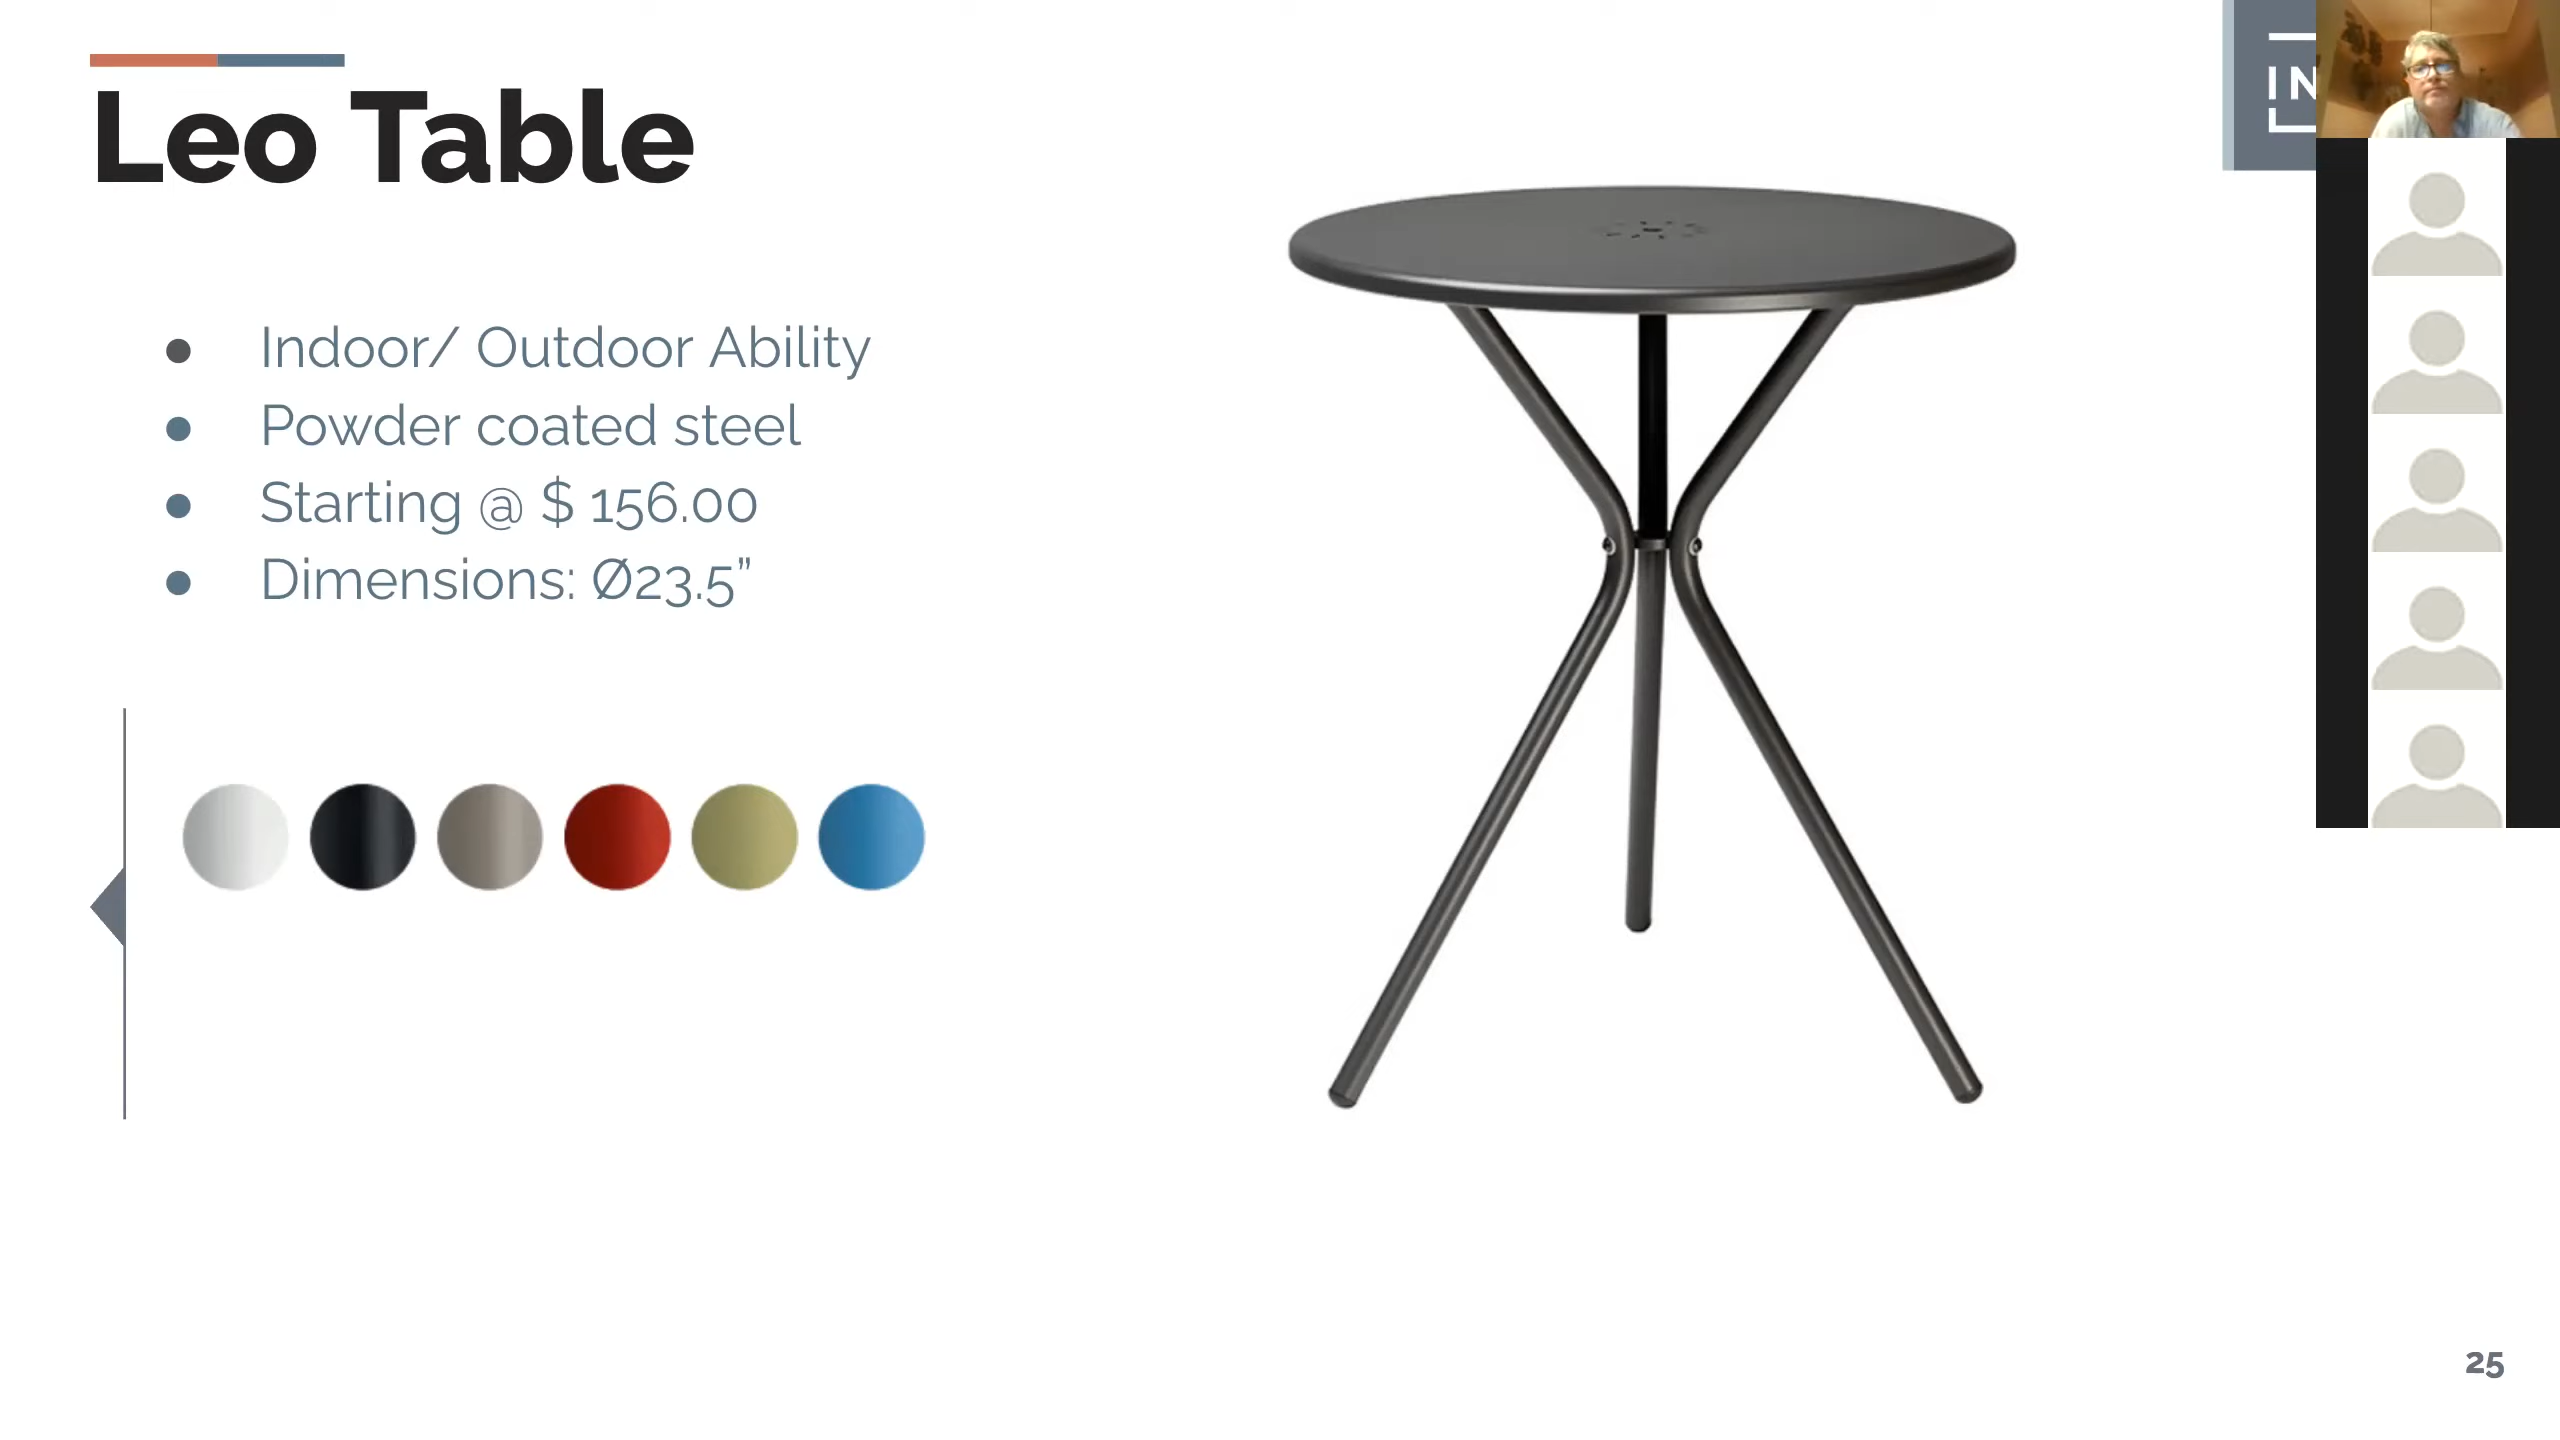 Leo Table
IN
Indoor/ Outdoor Ability
Powder coated steel
Starting @ $ 156.00
Dimensions: Ø23.5”
25